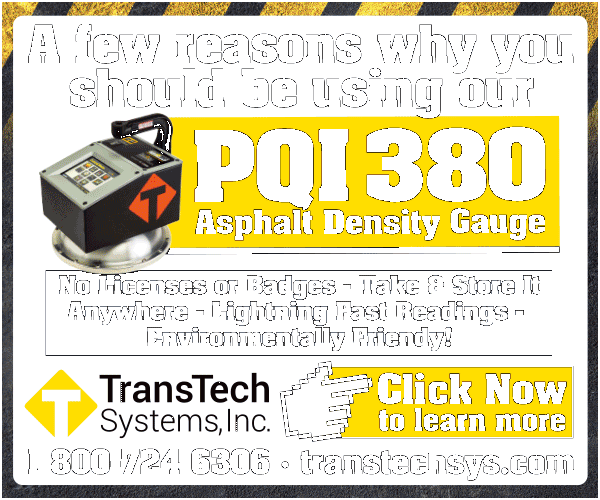 A few reasons why you
should be using our
PQI 380
Asphalt Density Gauge
No Licenses or Badges - Take & Store It
Anywhere - Lightning Fast Readings -
Environmentally Friendy!
TransTech
Systems, Inc.
Click Now
to learn more
1 800 724 6306 · transtechsys.com